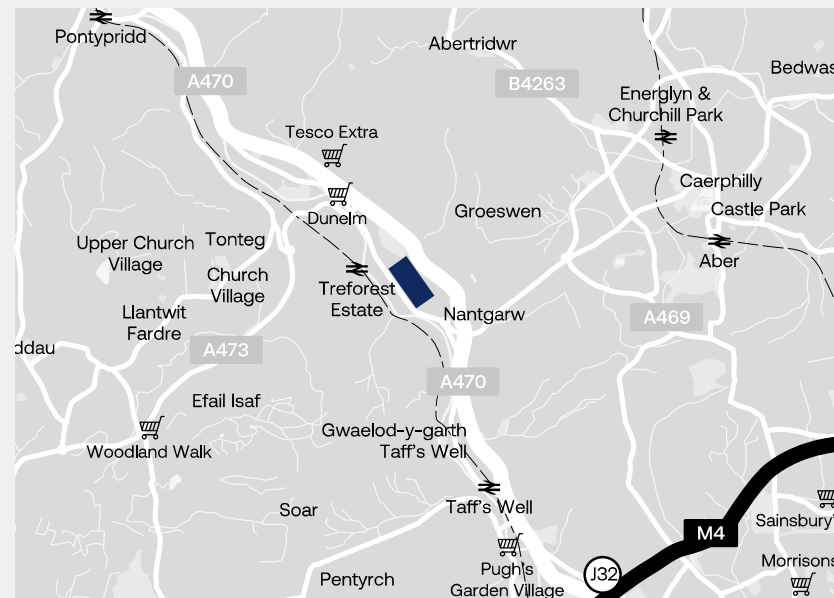 Pontypridd
A470
Abertridwr
B4263
Bedwas
Energlyn &
Churchill Park
Tesco Extra
Dunelm
Caerphilly
Castle Park
Groeswen
Aber
Upper Church
Village
Tonteg
Church
Village
Treforest
Estate
Llantwit
Fardre
Nantgarw
A469
ddau
A473
A470
Efail Isaf
Woodland Walk
Gwaelod-y-garth
Taff's Well
Soar
Taff's Well
M4
Sainsbury'
Pugh's
Garden Village
J32
Morrisons
Pentyrch